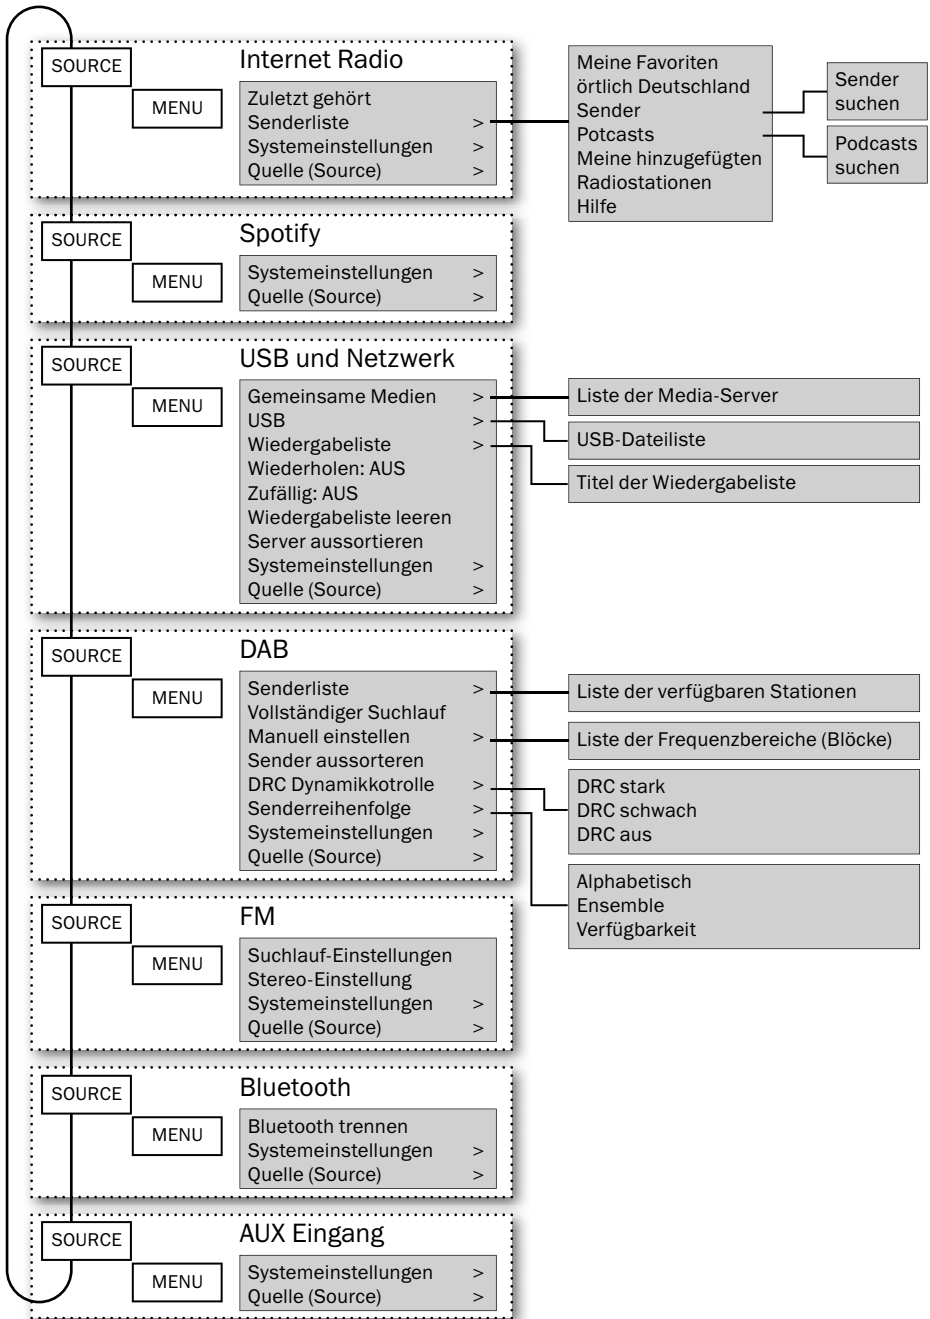 SOURCE
Internet Radio
MENU
Zuletzt gehört
Senderliste >
Systemeinstellungen >
Quelle (Source) >
Meine Favoriten
örtlich Deutschland
Sender
Potcasts
Meine hinzugefügten
Radiostationen
Hilfe
Sender
suchen
Podcasts
suchen
SOURCE
Spotify
MENU
Systemeinstellungen >
Quelle (Source) >
SOURCE
USB und Netzwerk
MENU
Gemeinsame Medien >
USB >
Wiedergabeliste >
Wiederholen: AUS
Zufällig: AUS
Wiedergabeliste leeren
Server aussortieren
Systemeinstellungen >
Quelle (Source) >
Liste der Media-Server
USB-Dateiliste
Titel der Wiedergabeliste
SOURCE
DAB
MENU
Senderliste >
Vollständiger Suchlauf
Manuell einstellen >
Sender aussorteren
DRC Dynamikkotrolle >
Senderreihenfolge >
Systemeinstellungen >
Quelle (Source) >
Liste der verfügbaren Stationen
Liste der Frequenzbereiche (Blöcke)
DRC stark
DRC schwach
DRC aus
Alphabetisch
Ensemble
Verfügbarkeit
SOURCE
FM
MENU
Suchlauf-Einstellungen
Stereo-Einstellung
Systemeinstellungen >
Quelle (Source) >
SOURCE
Bluetooth
MENU
Bluetooth trennen
Systemeinstellungen >
Quelle (Source) >
SOURCE
AUX Eingang
MENU
Systemeinstellungen >
Quelle (Source) >